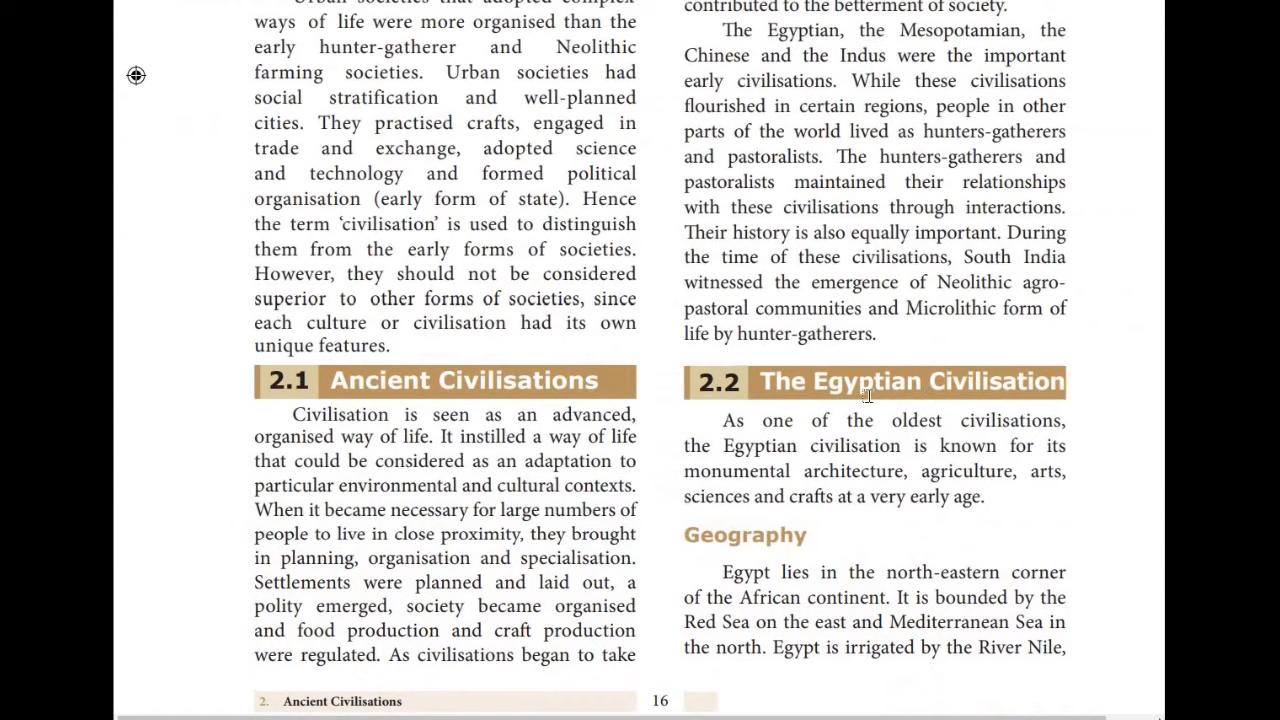 Urban societies that adopted complex
ways of life were more organised than the
early hunter-gatherer and Neolithic
farming societies. Urban societies had
social stratification and well-planned
cities. They practised crafts, engaged in
trade and exchange, adopted science
and technology and formed political
organisation (early form of state). Hence
the term ‘civilisation’ is used to distinguish
them from the early forms of societies.
However, they should not be considered
superior to other forms of societies, since
each culture or civilisation had its own
unique features.
2.1 Ancient Civilisations
Civilisation is seen as an advanced,
organised way of life. It instilled a way of life
that could be considered as an adaptation to
particular environmental and cultural contexts.
When it became necessary for large numbers of
people to live in close proximity, they brought
in planning, organisation and specialisation.
Settlements were planned and laid out, a
polity emerged, society became organised
and food production and craft production
were regulated. As civilisations began to take
contributed to the betterment of society.
The Egyptian, the Mesopotamian, the
Chinese and the Indus were the important
early civilisations. While these civilisations
flourished in certain regions, people in other
parts of the world lived as hunters-gatherers
and pastoralists. The hunters-gatherers and
pastoralists maintained their relationships
with these civilisations through interactions.
Their history is also equally important. During
the time of these civilisations, South India
witnessed the emergence of Neolithic agro-
pastoral communities and Microlithic form of
life by hunter-gatherers.
2.2 The Egyptian Civilisation
As one of the oldest civilisations,
the Egyptian civilisation is known for its
monumental architecture, agriculture, arts,
sciences and crafts at a very early age.
Geography
Egypt lies in the north-eastern corner
of the African continent. It is bounded by the
Red Sea on the east and Mediterranean Sea in
the north. Egypt is irrigated by the River Nile,
2. Ancient Civilisations
16